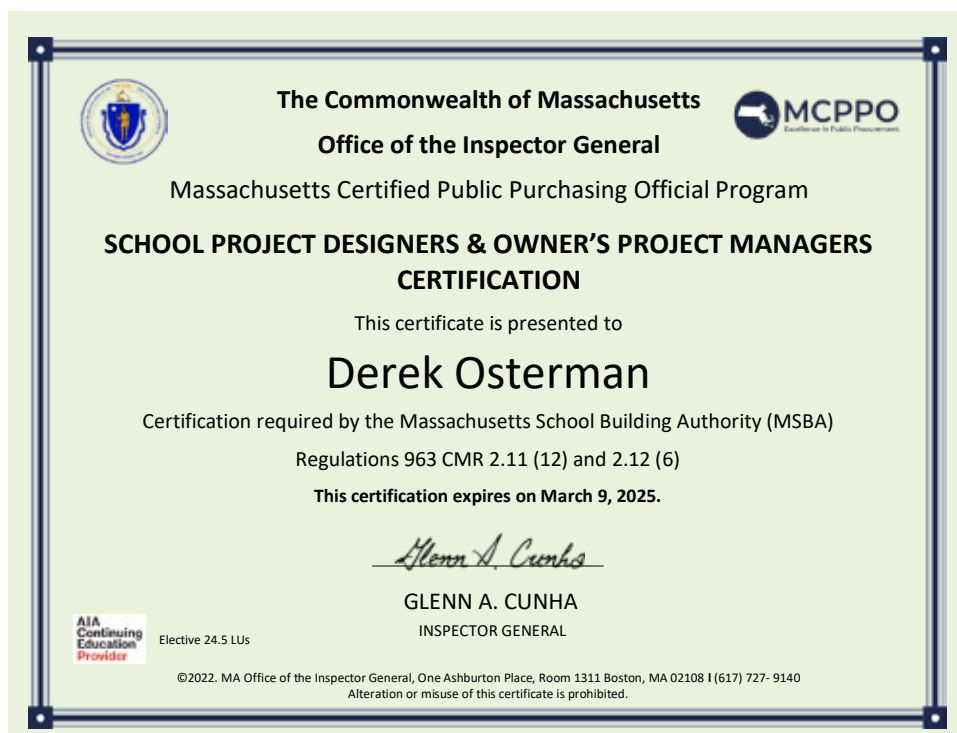 The Commonwealth of Massachusetts
MCPPO
Excellence in Public Procurement
Office of the Inspector General
Massachusetts Certified Public Purchasing Official Program
SCHOOL PROJECT DESIGNERS & OWNER’S PROJECT MANAGERS
CERTIFICATION
This certificate is presented to
Derek Osterman
Certification required by the Massachusetts School Building Authority (MSBA)
Regulations 963 CMR 2.11 (12) and 2.12 (6)
This certification expires on March 9, 2025.
Glenn A. Cunha
GLENN A. CUNHA
INSPECTOR GENERAL
AIA
Continuing
Education
Provider
Elective 24.5 LUs
©2022. MA Office of the Inspector General, One Ashburton Place, Room 1311 Boston, MA 02108 I (617) 727- 9140
Alteration or misuse of this certificate is prohibited.